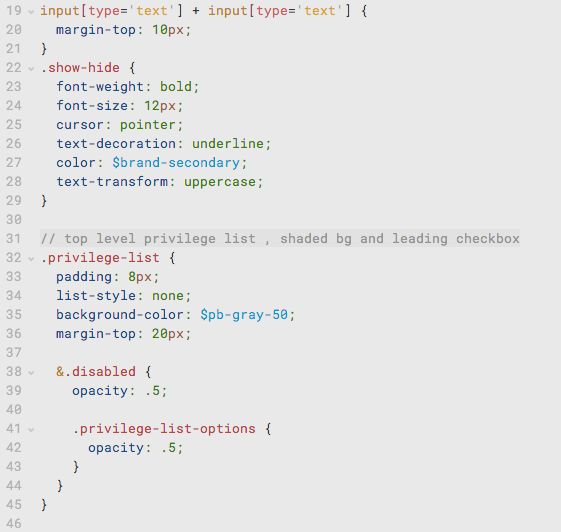 19 input[type='text'] + input[type='text'] {
20   margin-top: 10px;
21 }
22 .show-hide {
23   font-weight: bold;
24   font-size: 12px;
25   cursor: pointer;
26   text-decoration: underline;
27   color: $brand-secondary;
28   text-transform: uppercase;
29 }
30
31 // top level privilege list , shaded bg and leading checkbox
32 .privilege-list {
33   padding: 8px;
34   list-style: none;
35   background-color: $pb-gray-50;
36   margin-top: 20px;
37
38   &.disabled {
39     opacity: .5;
40
41     .privilege-list-options {
42       opacity: .5;
43     }
44   }
45 }
46